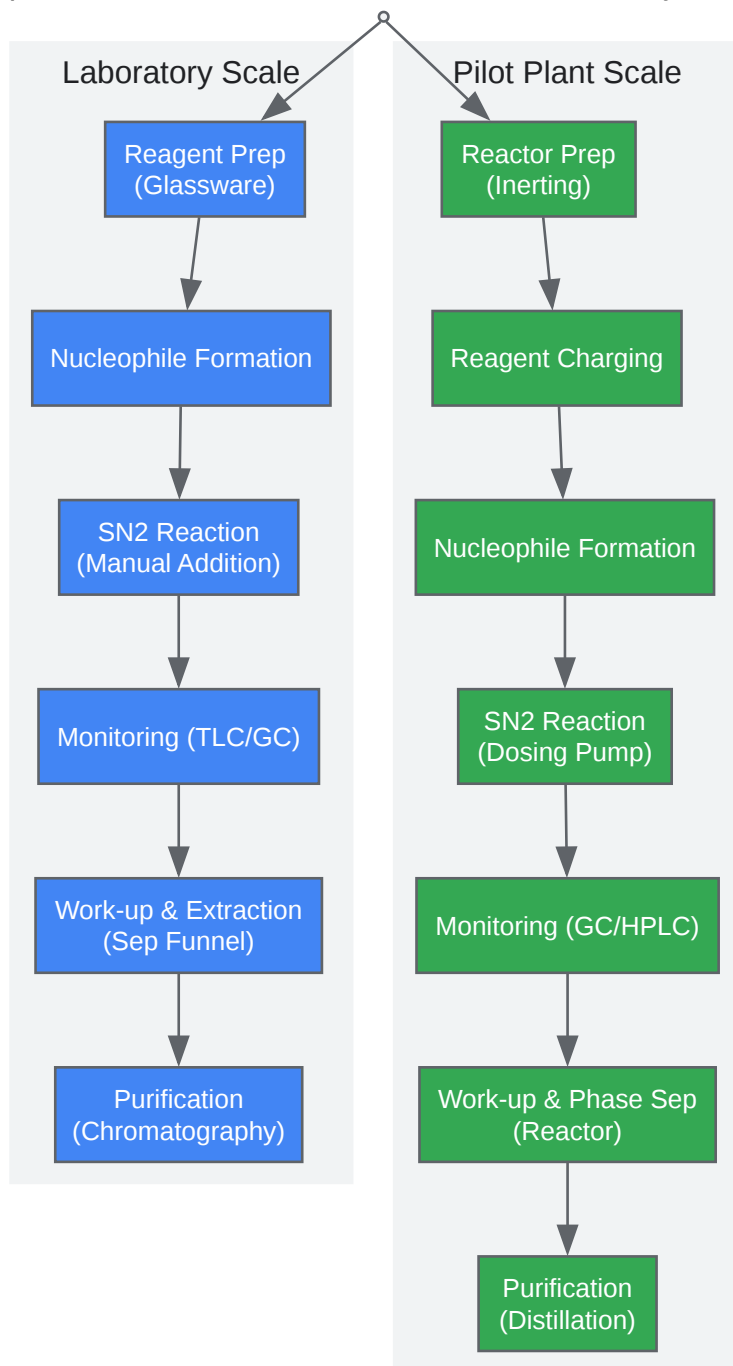 Laboratory Scale
Reagent Prep
(Glassware)
Nucleophile Formation
SN2 Reaction
(Manual Addition)
Monitoring (TLC/GC)
Work-up & Extraction
(Sep Funnel)
Purification
(Chromatography)
Pilot Plant Scale
Reactor Prep
(Inerting)
Reagent Charging
Nucleophile Formation
SN2 Reaction
(Dosing Pump)
Monitoring (GC/HPLC)
Work-up & Phase Sep
(Reactor)
Purification
(Distillation)